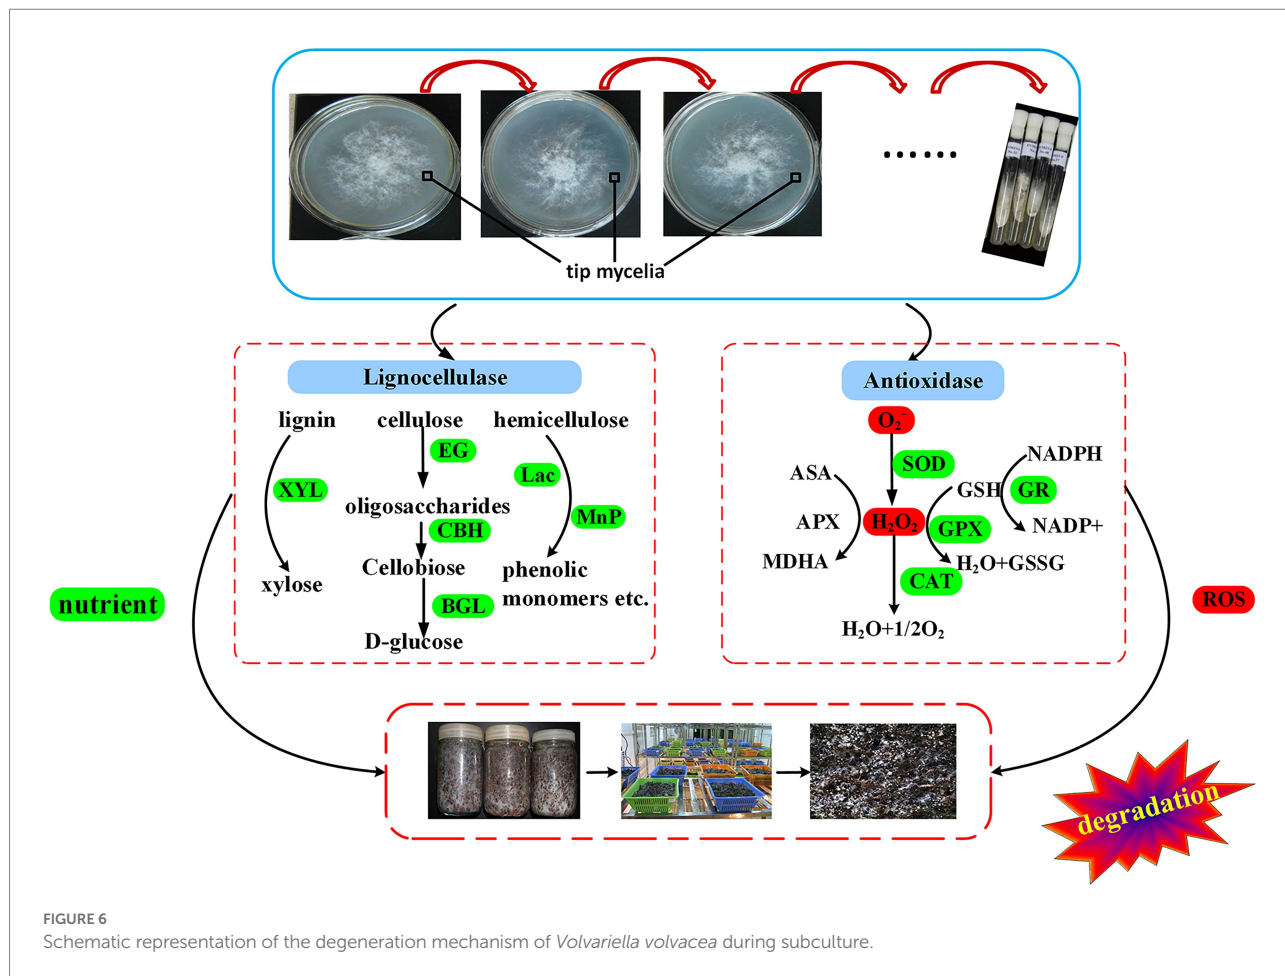 tip mycelia
Lignocellulase
lignin
cellulose
hemicellulose
EG
Lac
XYL
oligosaccharides
MnP
CBH
xylose
Cellobiose
phenolic
monomers etc.
BGL
D-glucose
nutrient
Antioxidase
O₂⁻
SOD
NADPH
ASA
GSH
GR
APX
H₂O₂
GPX
NADP+
MDHA
H₂O+GSSG
CAT
H₂O+1/2O₂
ROS
degradation
FIGURE 6
Schematic representation of the degeneration mechanism of Volvariella volvacea during subculture.